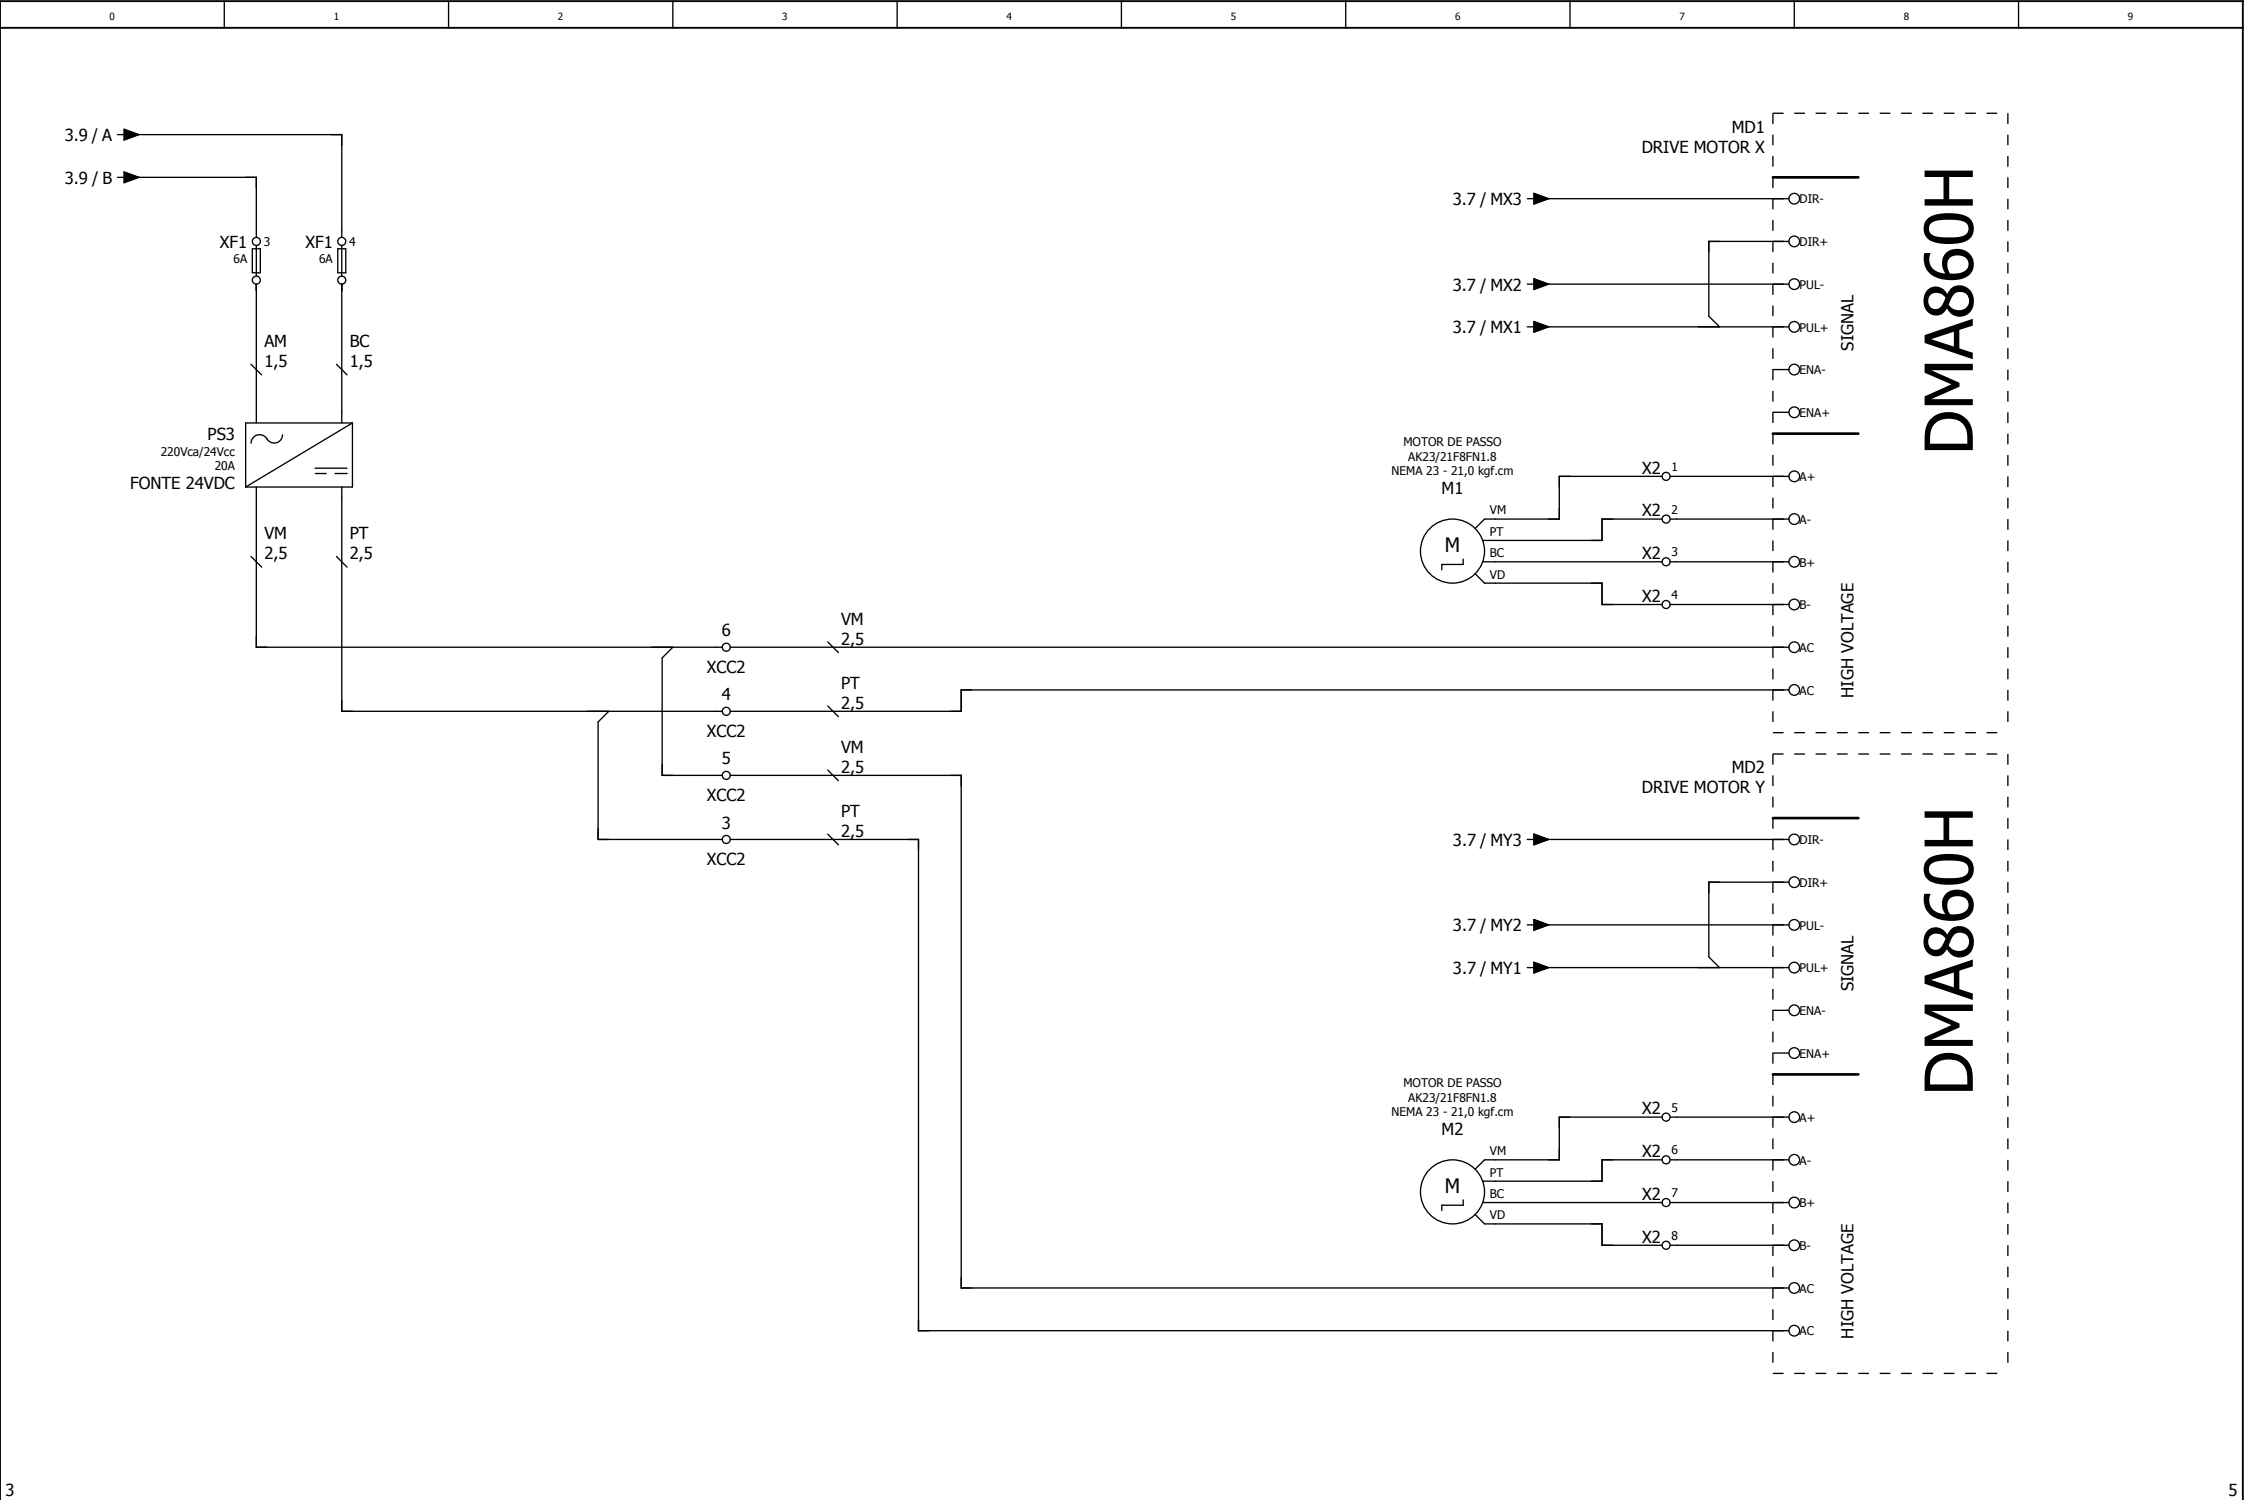 0 1 2 3 4 5 6 7 8 9
3.9 / A
3.9 / B
XF1 3
6A
XF1 4
6A
AM
1,5
BC
1,5
PS3
220Vca/24Vcc
20A
FONTE 24VDC
VM
2,5
PT
2,5
6
XCC2
VM
2,5
4
XCC2
PT
2,5
5
XCC2
VM
2,5
3
XCC2
PT
2,5
MD1
DRIVE MOTOR X
3.7 / MX3
DIR-
DIR+
3.7 / MX2
PUL-
3.7 / MX1
PUL+
ENA-
ENA+
SIGNAL
DMA860H
MOTOR DE PASSO
AK23/21F8FN1.8
NEMA 23 - 21,0 kgf.cm
M1
M
VM
PT
BC
VD
X2 1
A+
X2 2
A-
X2 3
B+
X2 4
B-
AC
AC
HIGH VOLTAGE
MD2
DRIVE MOTOR Y
3.7 / MY3
DIR-
DIR+
3.7 / MY2
PUL-
3.7 / MY1
PUL+
ENA-
ENA+
SIGNAL
DMA860H
MOTOR DE PASSO
AK23/21F8FN1.8
NEMA 23 - 21,0 kgf.cm
M2
M
VM
PT
BC
VD
X2 5
A+
X2 6
A-
X2 7
B+
X2 8
B-
AC
AC
HIGH VOLTAGE
3
5